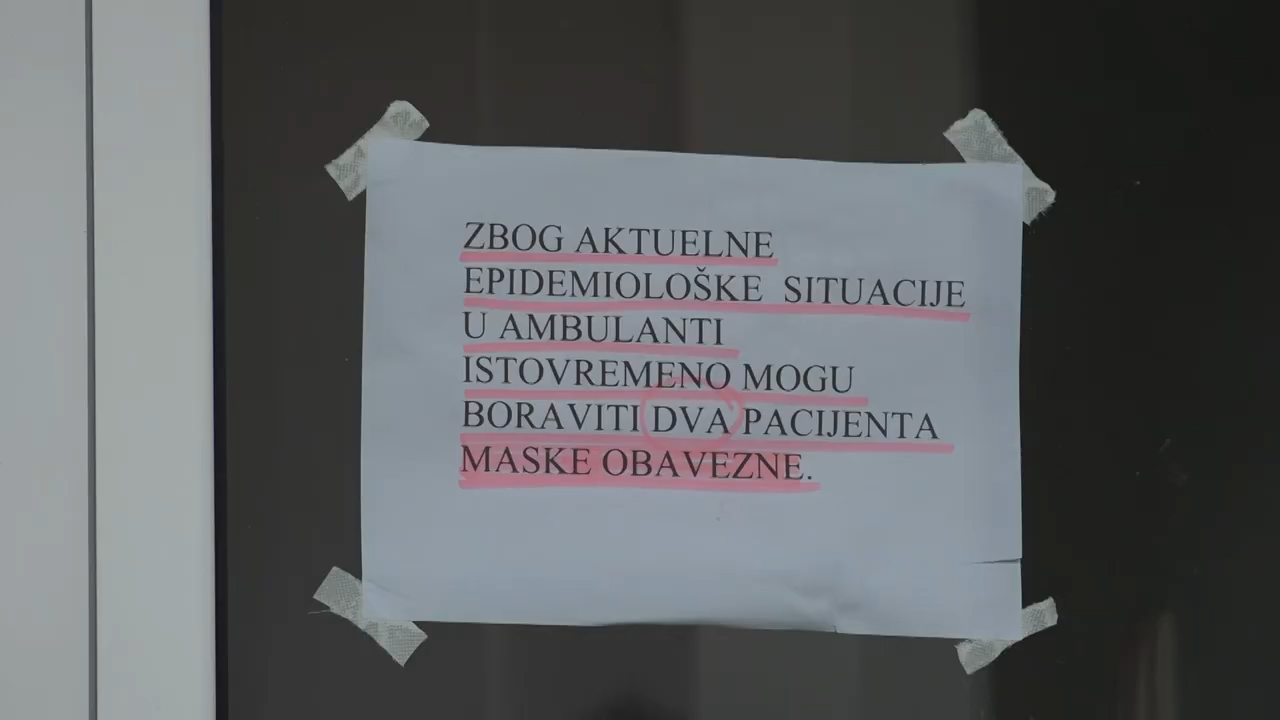 ZBOG AKTUELNE
EPIDEMIOLOŠKE SITUACIJE
U AMBULANTI
ISTOVREMENO MOGU
BORAVITI DVA PACIJENTA
MASKE OBAVEZNE.